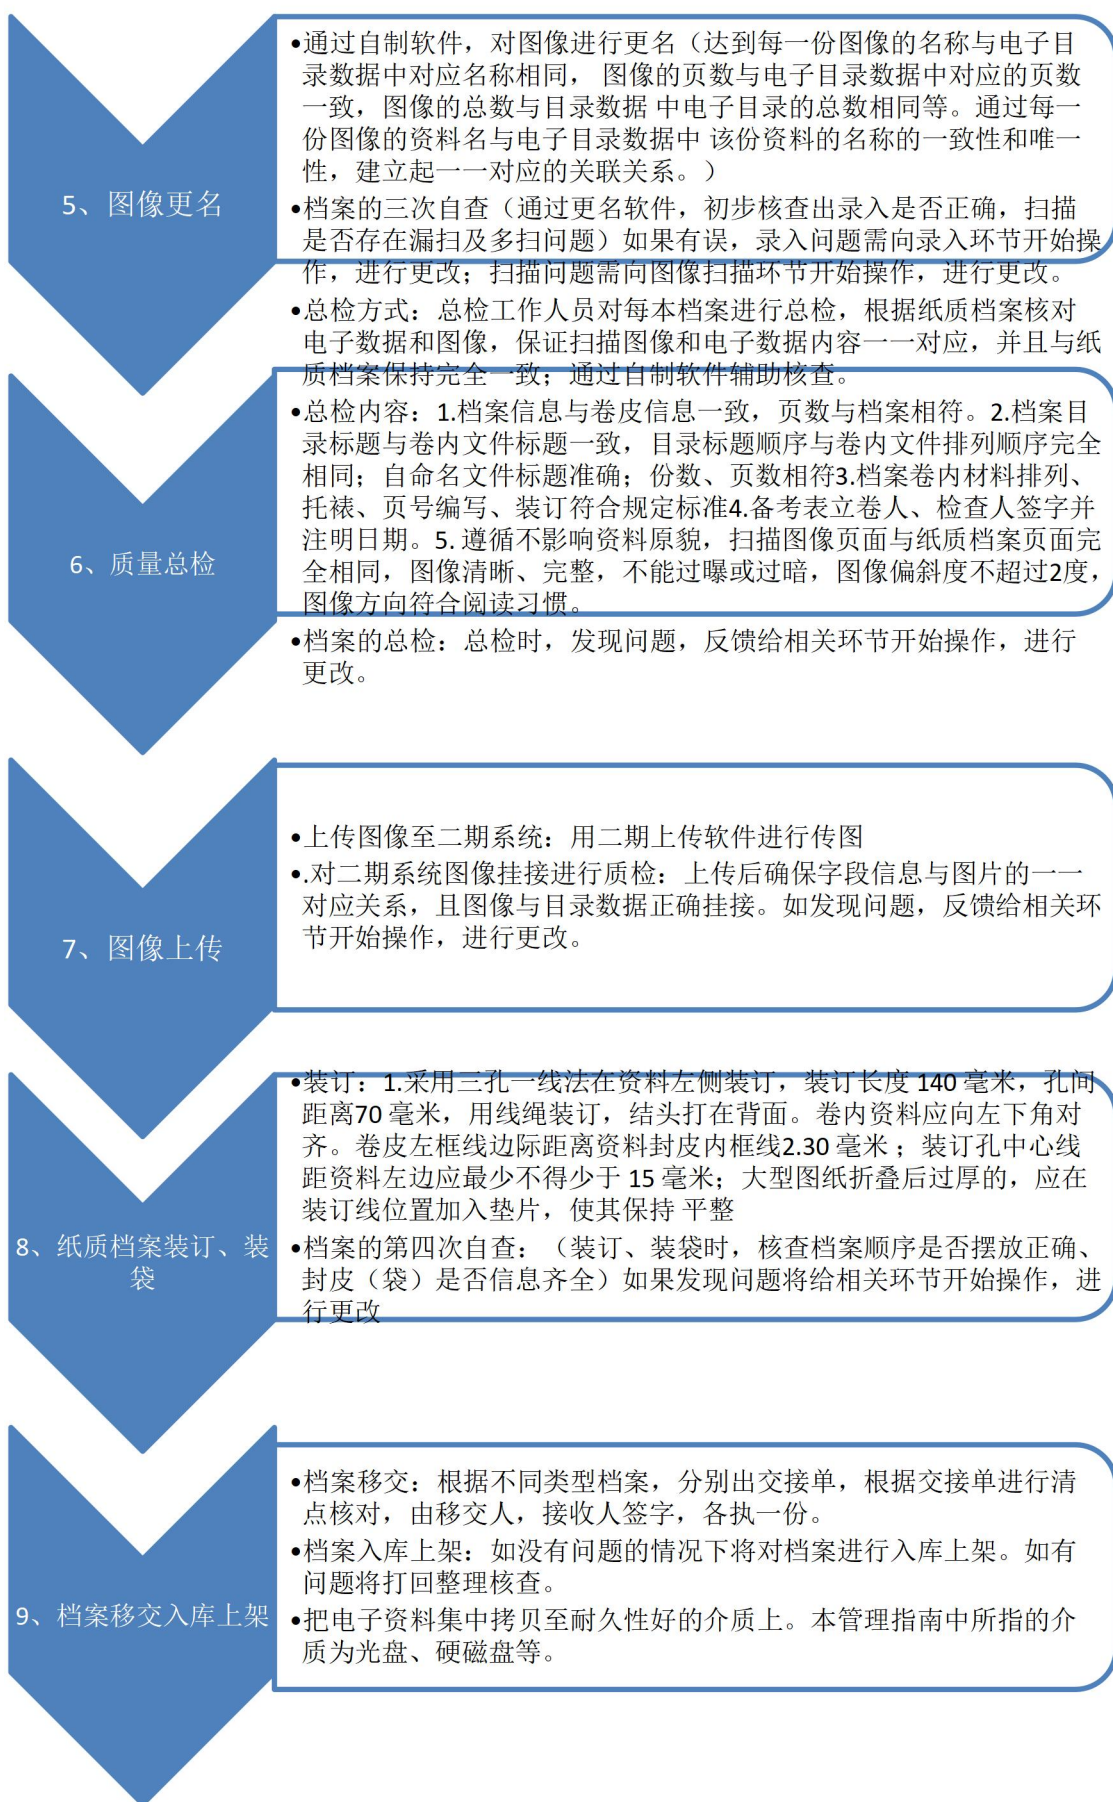 5、图像更名
•通过自制软件，对图像进行更名（达到每一份图像的名称与电子目
录数据中对应名称相同， 图像的页数与电子目录数据中对应的页数
一致，图像的总数与目录数据 中电子目录的总数相同等。通过每一
份图像的资料名与电子目录数据中 该份资料的名称的一致性和唯一
性，建立起一一对应的关联关系。）
•档案的三次自查（通过更名软件，初步核查出录入是否正确，扫描
是否存在漏扫及多扫问题）如果有误，录入问题需向录入环节开始操
作，进行更改；扫描问题需向图像扫描环节开始操作，进行更改。
6、质量总检
•总检方式：总检工作人员对每本档案进行总检，根据纸质档案核对
电子数据和图像，保证扫描图像和电子数据内容一一对应，并且与纸
质档案保持完全一致；通过自制软件辅助核查。
•总检内容：1.档案信息与卷皮信息一致，页数与档案相符。2.档案目
录标题与卷内文件标题一致，目录标题顺序与卷内文件排列顺序完全
相同；自命名文件标题准确；份数、页数相符3.档案卷内材料排列、
托裱、页号编写、装订符合规定标准4.备考表立卷人、检查人签字并
注明日期。5. 遵循不影响资料原貌，扫描图像页面与纸质档案页面完
全相同，图像清晰、完整，不能过曝或过暗，图像偏斜度不超过2度，
图像方向符合阅读习惯。
•档案的总检：总检时，发现问题，反馈给相关环节开始操作，进行
更改。
7、图像上传
•上传图像至二期系统：用二期上传软件进行传图
•.对二期系统图像挂接进行质检：上传后确保字段信息与图片的一一
对应关系，且图像与目录数据正确挂接。如发现问题，反馈给相关环
节开始操作，进行更改。
8、纸质档案装订、装
袋
•装订：1.采用三孔一线法在资料左侧装订，装订长度 140 毫米，孔间
距离70 毫米，用线绳装订，结头打在背面。卷内资料应向左下角对
齐。卷皮左框线边际距离资料封皮内框线2.30 毫米 ；装订孔中心线
距资料左边应最少不得少于 15 毫米；大型图纸折叠后过厚的，应在
装订线位置加入垫片，使其保持 平整
•档案的第四次自查：（装订、装袋时，核查档案顺序是否摆放正确、
封皮（袋）是否信息齐全）如果发现问题将给相关环节开始操作，进
行更改
9、档案移交入库上架
•档案移交：根据不同类型档案，分别出交接单，根据交接单进行清
点核对，由移交人，接收人签字，各执一份。
•档案入库上架：如没有问题的情况下将对档案进行入库上架。如有
问题将打回整理核查。
•把电子资料集中拷贝至耐久性好的介质上。本管理指南中所指的介
质为光盘、硬磁盘等。